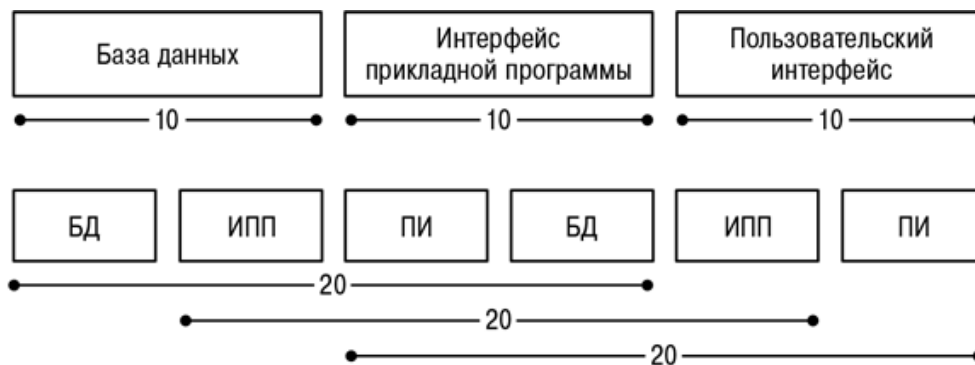 База данных
Интерфейс
прикладной программы
Пользовательский
интерфейс
10
10
10
БД
ИПП
ПИ
БД
ИПП
ПИ
20
20
20